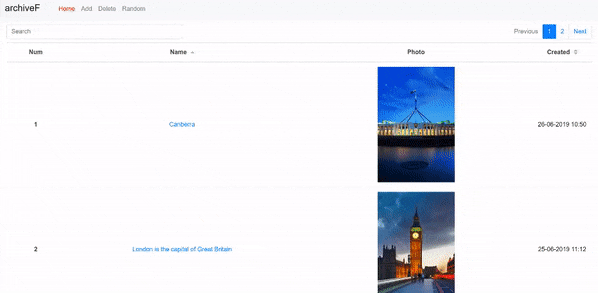 archiveF Home Add Delete Random
Search Previous 1 2 Next
Num Name Photo Created
1 Canberra 26-06-2019 10:50
2 London is the capital of Great Britain 25-06-2019 11:12